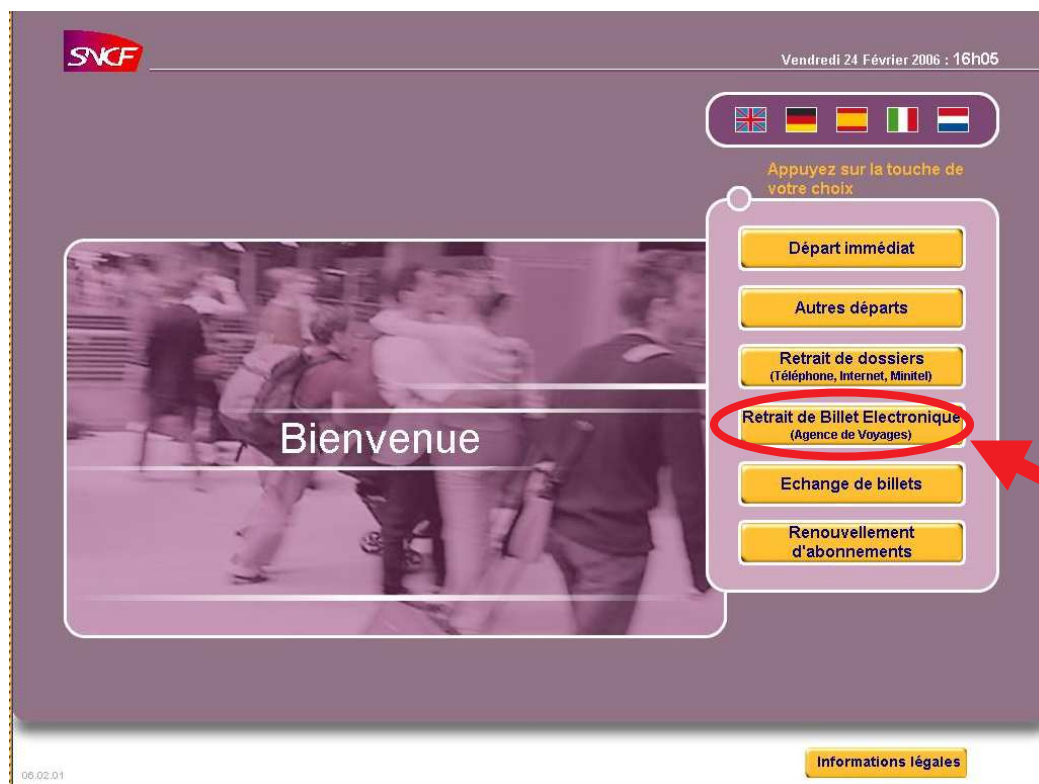 SNCF
Vendredi 24 Février 2006 : 16h05
Appuyez sur la touche de
votre choix
Départ immédiat
Autres départs
Retrait de dossiers
(Téléphone, Internet, Minitel)
Retrait de Billet Electronique
(Agence de Voyages)
Bienvenue
Echange de billets
Renouvellement
d'abonnements
Informations légales
06.02.01